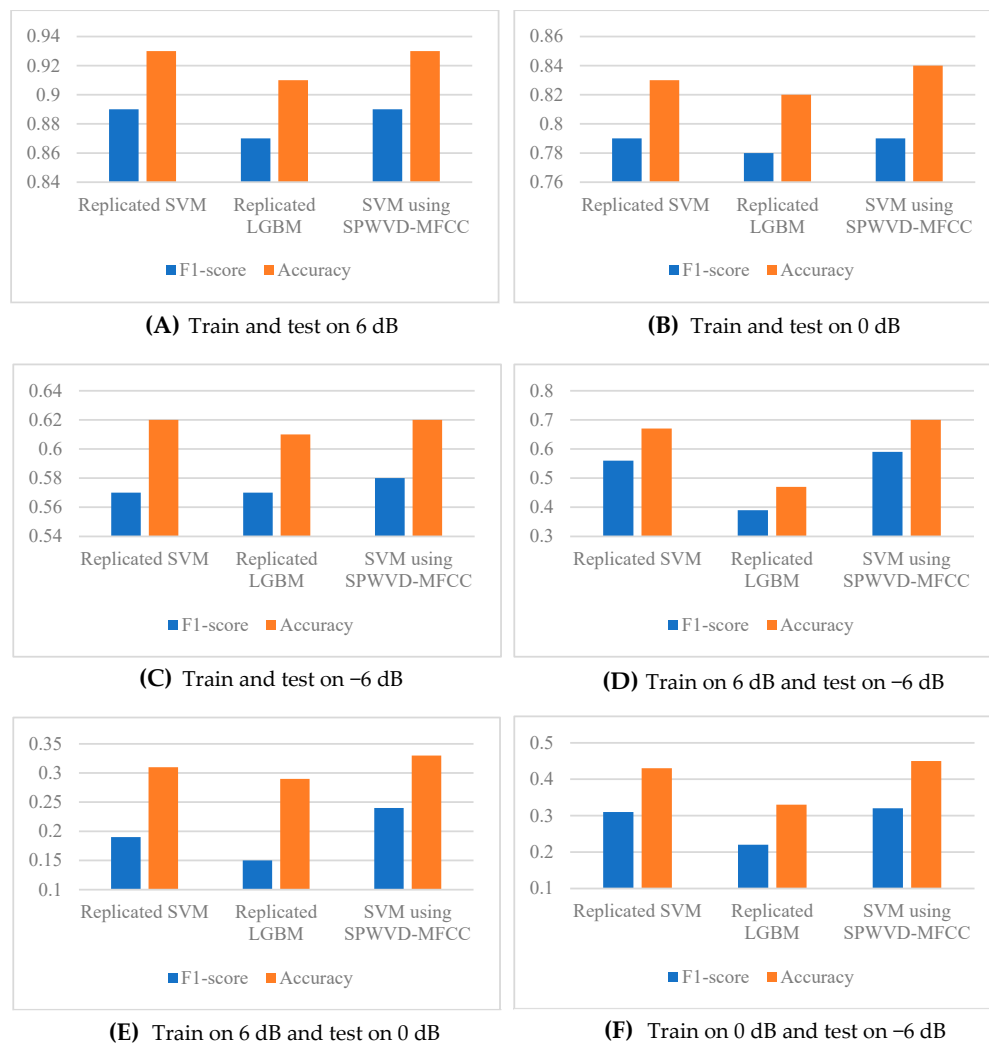 0.94
0.92
0.9
0.88
0.86
0.84
Replicated SVM
Replicated
LGBM
SVM using
SPWVD-MFCC
F1-score
Accuracy
(A) Train and test on 6 dB
0.86
0.84
0.82
0.8
0.78
0.76
Replicated SVM
Replicated
LGBM
SVM using
SPWVD-MFCC
F1-score
Accuracy
(B) Train and test on 0 dB
0.64
0.62
0.6
0.58
0.56
0.54
Replicated SVM
Replicated
LGBM
SVM using
SPWVD-MFCC
F1-score
Accuracy
(C) Train and test on −6 dB
0.8
0.7
0.6
0.5
0.4
0.3
Replicated SVM
Replicated
LGBM
SVM using
SPWVD-MFCC
F1-score
Accuracy
(D) Train on 6 dB and test on −6 dB
0.35
0.3
0.25
0.2
0.15
0.1
Replicated SVM
Replicated
LGBM
SVM using
SPWVD-MFCC
F1-score
Accuracy
(E) Train on 6 dB and test on 0 dB
0.5
0.4
0.3
0.2
0.1
Replicated SVM
Replicated
LGBM
SVM using
SPWVD-MFCC
F1-score
Accuracy
(F) Train on 0 dB and test on −6 dB